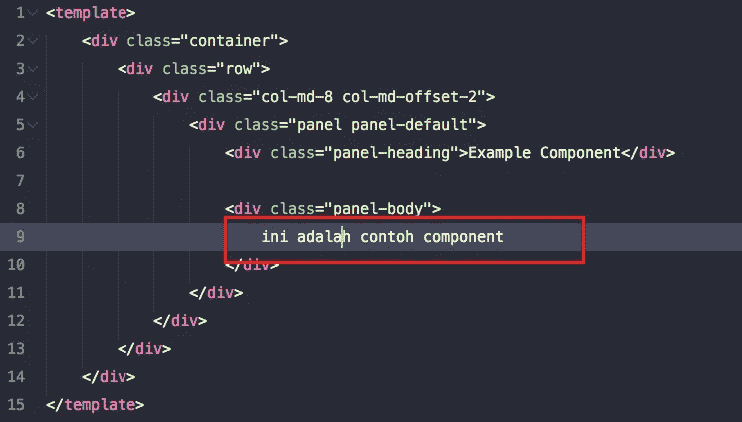 1 <template>
2 <div class="container">
3 <div class="row">
4 <div class="col-md-8 col-md-offset-2">
5 <div class="panel panel-default">
6 <div class="panel-heading">Example Component</div>
7
8 <div class="panel-body">
9 ini adalah contoh component
10 </div>
11 </div>
12 </div>
13 </div>
14 </div>
15 </template>